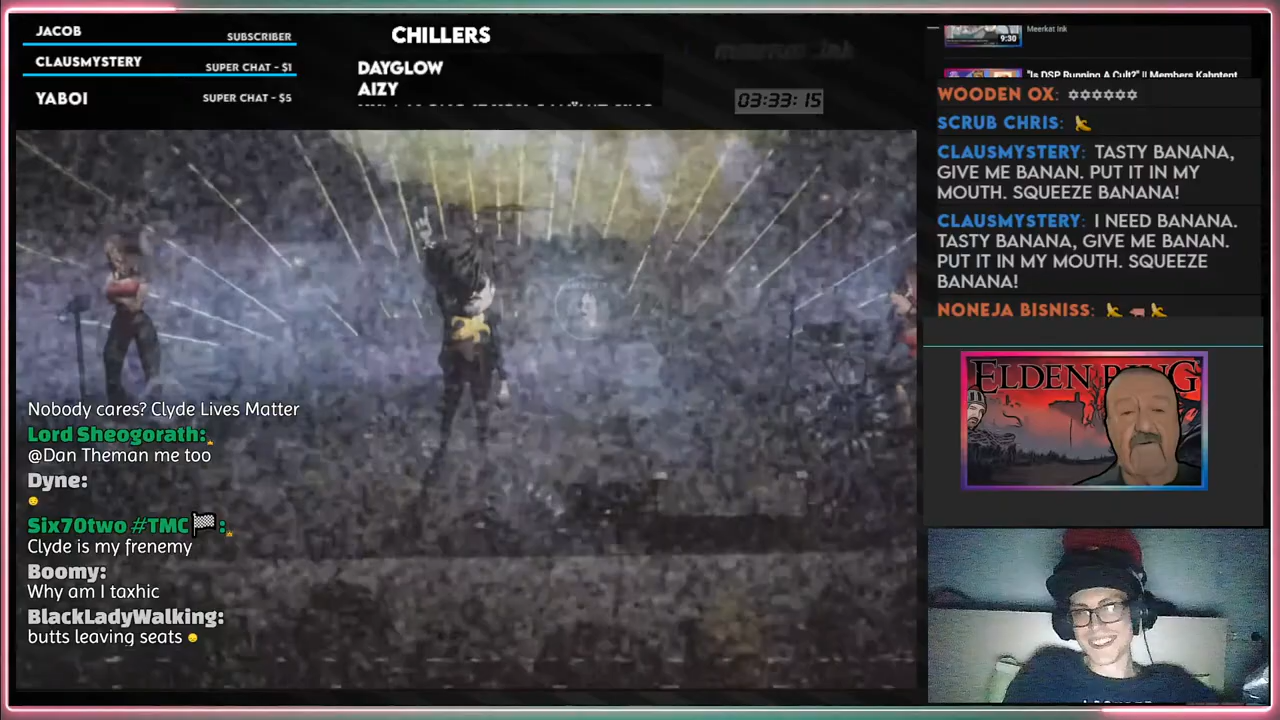 JACOB
SUBSCRIBER
CLAUSMYSTERY
SUPER CHAT - $1
YABOI
SUPER CHAT - $5
CHILLERS
DAYGLOW
AIZY
meerkat_ink
03:33:15
9:30
Meerkat Ink
"Is DSP Running A Cult?" || Members Kahntent
WOODEN OX: ✡✡✡✡✡✡
SCRUB CHRIS: 🍌
CLAUSMYSTERY: TASTY BANANA,
GIVE ME BANAN. PUT IT IN MY
MOUTH. SQUEEZE BANANA!
CLAUSMYSTERY: I NEED BANANA.
TASTY BANANA, GIVE ME BANAN.
PUT IT IN MY MOUTH. SQUEEZE
BANANA!
NONEJA BISNISS:
ELDEN RING
Nobody cares? Clyde Lives Matter
Lord Sheogorath:
@Dan Theman me too
Dyne:
Six70two #TMC🏁:
Clyde is my frenemy
Boomy:
Why am I taxhic
BlackLadyWalking:
butts leaving seats